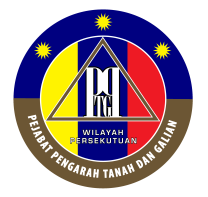 PTG
WILAYAH
PERSEKUTUAN
PEJABAT PENGARAH TANAH DAN GALIAN